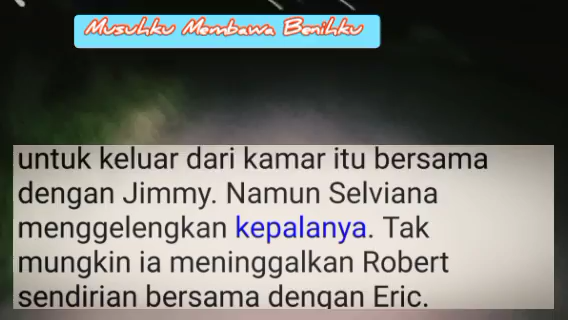 Musuhku Membawa Benihku
untuk keluar dari kamar itu bersama
dengan Jimmy. Namun Selviana
menggelengkan kepalanya. Tak
mungkin ia meninggalkan Robert
sendirian bersama dengan Eric.